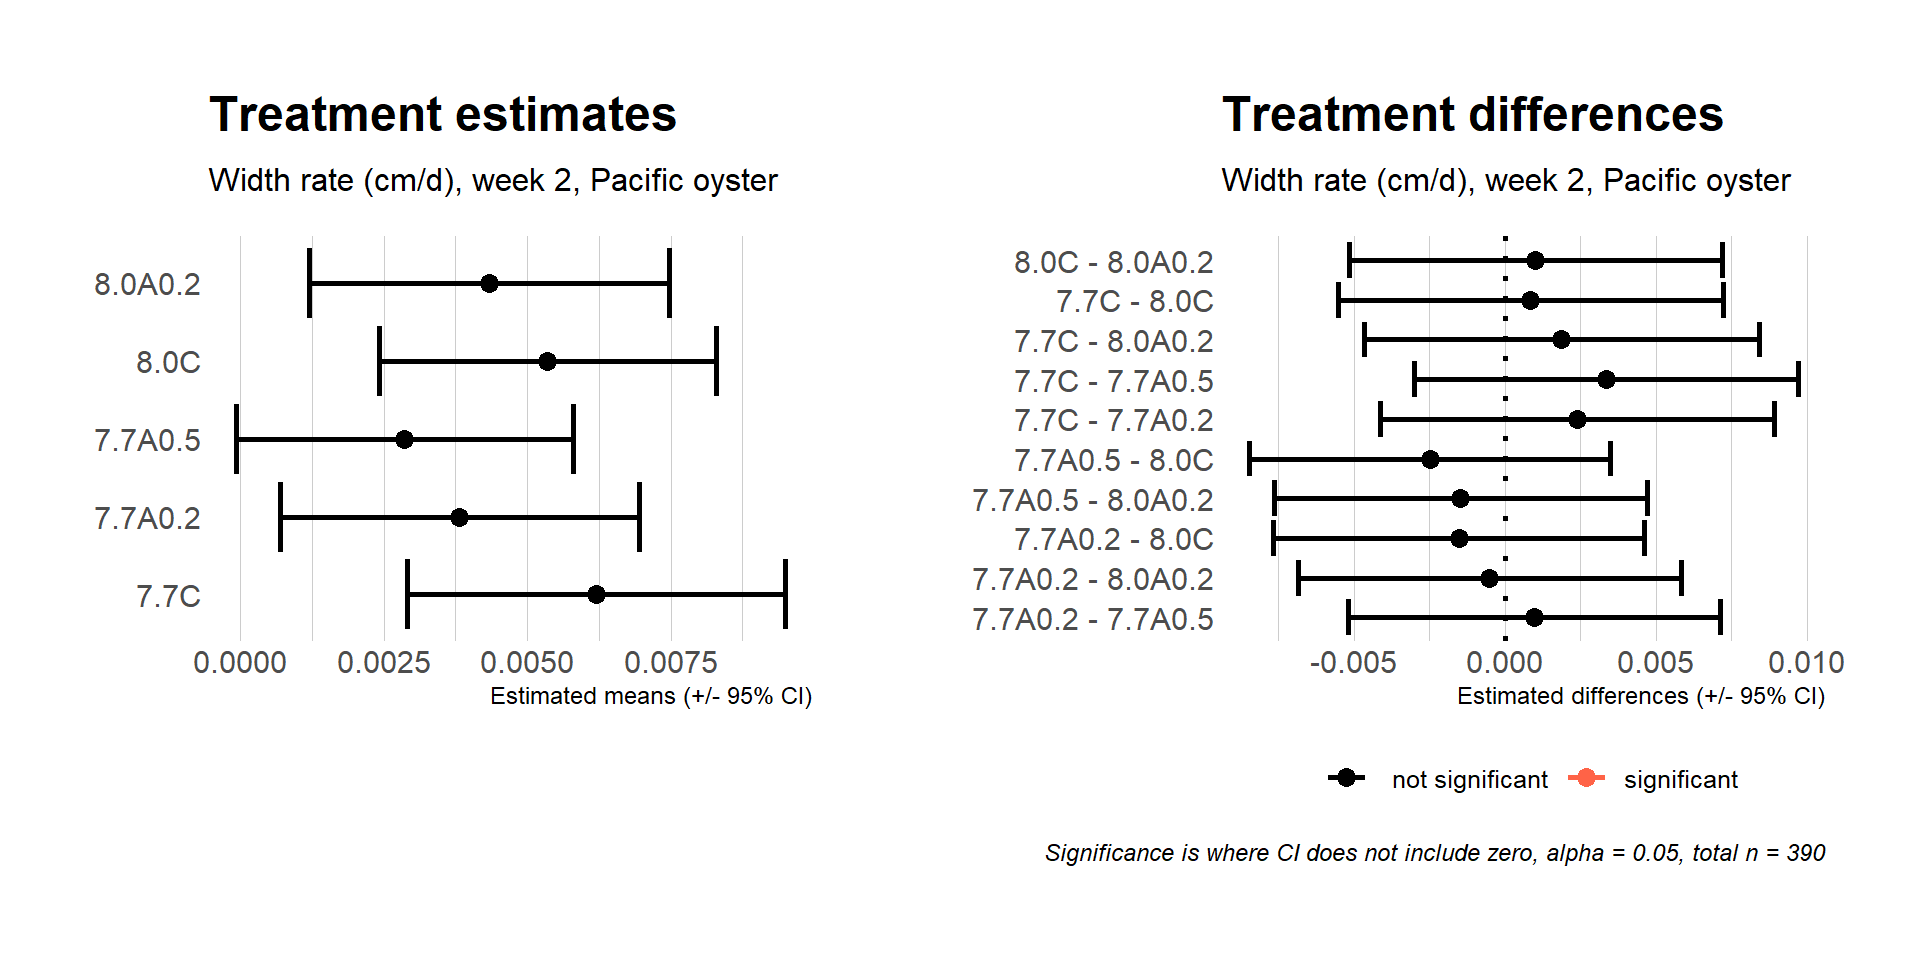 Treatment estimates
Width rate (cm/d), week 2, Pacific oyster
8.0A0.2
8.0C
7.7A0.5
7.7A0.2
7.7C
0.0000 0.0025 0.0050 0.0075
Estimated means (+/- 95% CI)
Treatment differences
Width rate (cm/d), week 2, Pacific oyster
8.0C - 8.0A0.2
7.7C - 8.0C
7.7C - 8.0A0.2
7.7C - 7.7A0.5
7.7C - 7.7A0.2
7.7A0.5 - 8.0C
7.7A0.5 - 8.0A0.2
7.7A0.2 - 8.0C
7.7A0.2 - 8.0A0.2
7.7A0.2 - 7.7A0.5
-0.005 0.000 0.005 0.010
Estimated differences (+/- 95% CI)
not significant significant
Significance is where CI does not include zero, alpha = 0.05, total n = 390